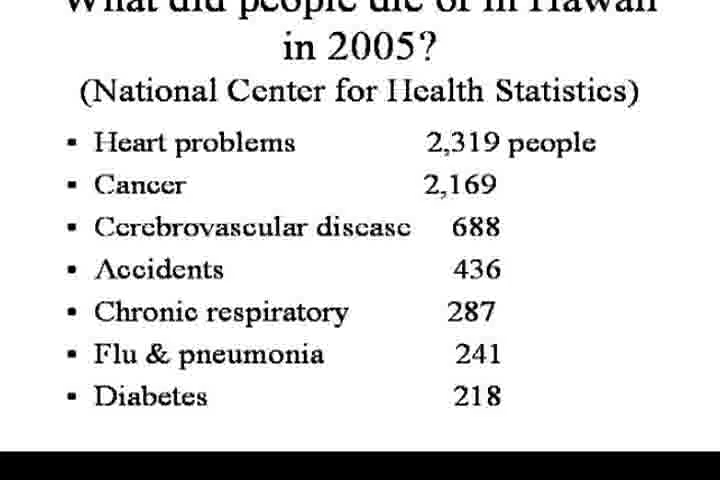 What did people die of in Hawaii
in 2005?
(National Center for Health Statistics)
▪ Heart problems 2,319 people
▪ Cancer 2,169
▪ Cerebrovascular disease 688
▪ Accidents 436
▪ Chronic respiratory 287
▪ Flu & pneumonia 241
▪ Diabetes 218